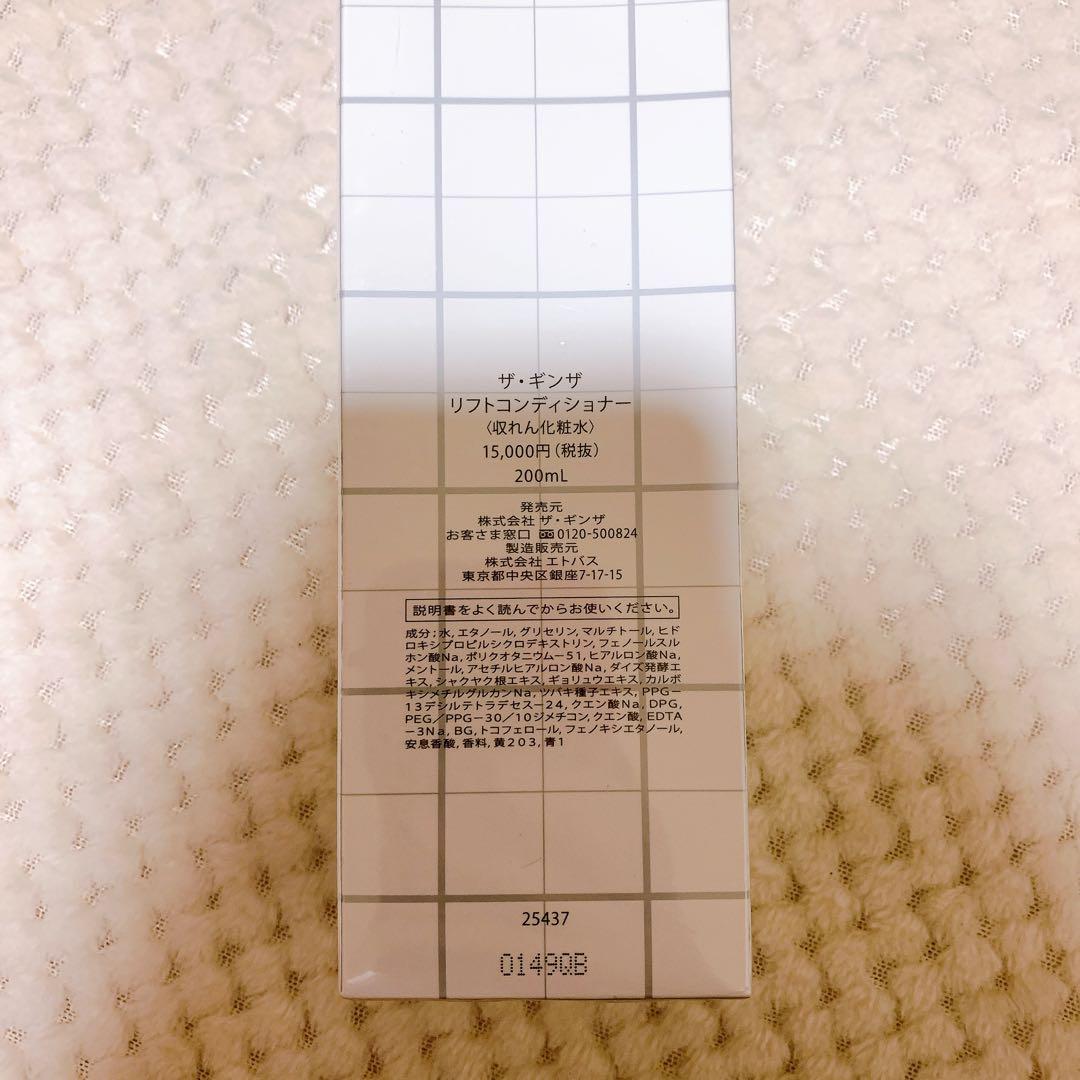 ザ・ギンザ
リフトコンディショナー
〈収れん化粧水〉
15,000円(税抜)
200mL
発売元
株式会社 ザ・ギンザ
お客さま窓口 0120-500824
製造販売元
株式会社 エトバス
東京都中央区銀座7-17-15
説明書をよく読んでからお使いください。
成分;水, エタノール, グリセリン, マルチトール, ヒド
ロキシプロピルシクロデキストリン, フェノールスル
ホン酸Na, ポリクオタニウム−51, ヒアルロン酸Na,
メントール, アセチルヒアルロン酸Na, ダイズ発酵エ
キス, シャクヤク根エキス, ギョリュウエキス, カルボ
キシメチルグルカンNa, ツバキ種子エキス, PPG−
13デシルテトラデセス−24, クエン酸Na, DPG,
PEG/PPG−30/10ジメチコン, クエン酸, EDTA
−3Na, BG, トコフェロール, フェノキシエタノール,
安息香酸, 香料, 黄203, 青1
25437
0149QB